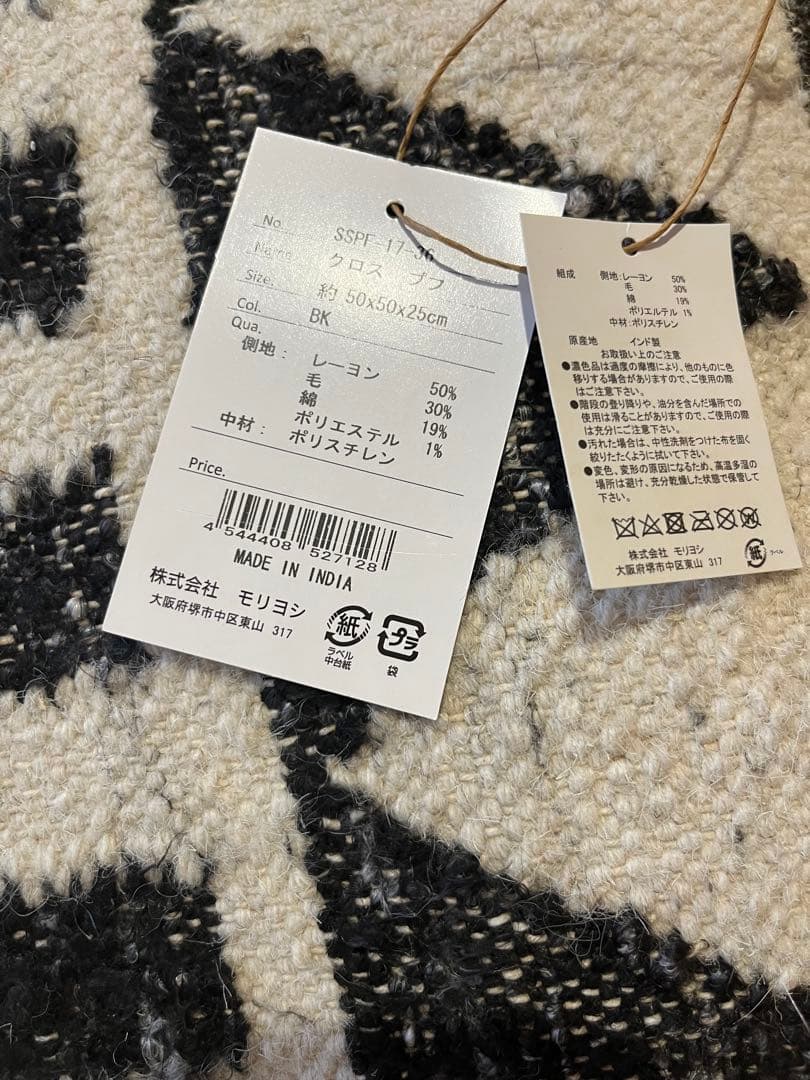 No. SSPF-17-36
Name. クロス プフ
Size. 約 50x50x25cm
Col. BK
Qua.
側地： レーヨン 50%
毛 30%
綿 19%
ポリエステル 1%
中材： ポリスチレン
Price.
4 544408 527128
MADE IN INDIA
株式会社 モリヨシ
大阪府堺市中区東山 317
紙
ラベル
中台紙
プラ
袋
組成 側地：レーヨン 50%
毛 30%
綿 19%
ポリエルテル 1%
中材：ポリスチレン
原産地 インド製
お取扱い上のご注意
●濃色品は過度の摩擦により、他のものに色
移りする場合がありますので、ご使用の際
はご注意下さい。
●階段の登り降りや、油分を含んだ場所での
使用は滑ることがありますので、ご使用の際
は充分にご注意下さい。
●汚れた場合は、中性洗剤をつけた布を固く
絞りたたくように拭いて下さい。
●変色、変形の原因になるため、高温多湿の
場所は避け、充分乾燥した状態で保管して
下さい。
株式会社 モリヨシ
大阪府堺市中区東山 317
紙
ラベル